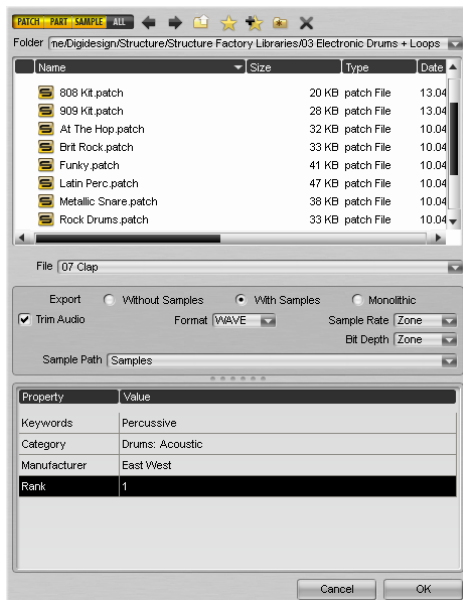 PATCH PART SAMPLE ALL
Folder ne/Digidesign/Structure/Structure Factory Libraries/03 Electronic Drums + Loops
Name Size Type Date
808 Kit.patch 20 KB patch File 13.04
909 Kit.patch 28 KB patch File 13.04
At The Hop.patch 32 KB patch File 10.04
Brit Rock.patch 33 KB patch File 10.04
Funky.patch 41 KB patch File 10.04
Latin Perc.patch 47 KB patch File 10.04
Metallic Snare.patch 38 KB patch File 10.04
Rock Drums.patch 33 KB patch File 10.04
File 07 Clap
Export Without Samples With Samples Monolithic
Trim Audio Format WAVE Sample Rate Zone
Bit Depth Zone
Sample Path Samples
Property Value
Keywords Percussive
Category Drums: Acoustic
Manufacturer East West
Rank 1
Cancel OK